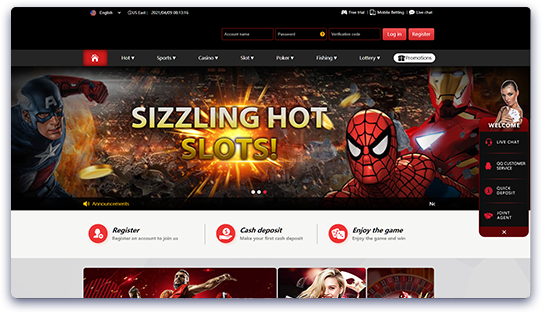 English ▾ US East | 2021/04/09 08:13:16 Free trial | Mobile Betting | Live chat
Account name Password Verification code Log in Register
Hot ▾ Sports ▾ Casino ▾ Slot ▾ Poker ▾ Fishing ▾ Lottery ▾ Promotions
SIZZLING HOT
SLOTS!
WELCOME
LIVE CHAT
QQ CUSTOMER
SERVICE
QUICK
DEPOSIT
JOINT
AGENT
Announcements
Register
Register an account to join us
Cash deposit
Make your first cash deposit
Enjoy the game
Enjoy the game and win